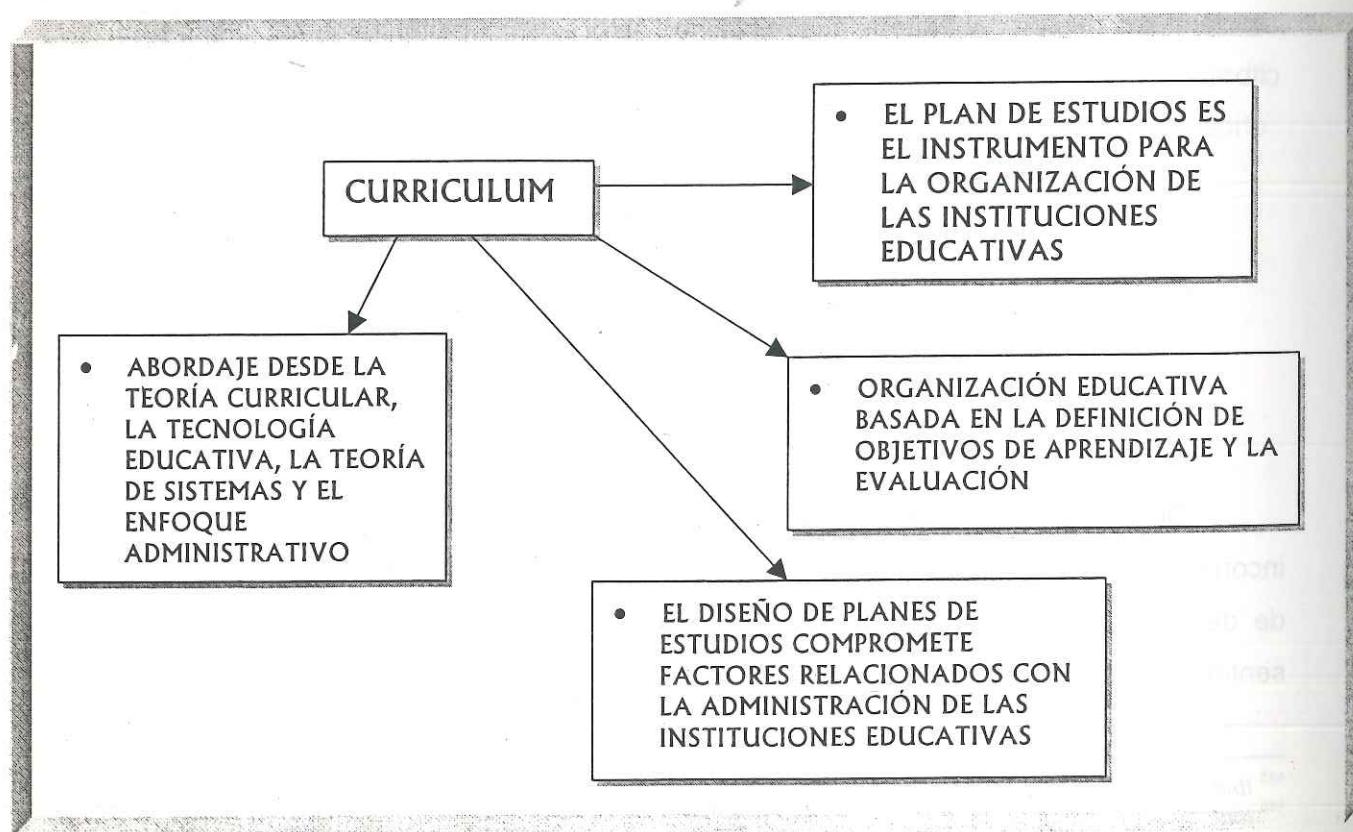 CURRICULUM
• EL PLAN DE ESTUDIOS ES
EL INSTRUMENTO PARA
LA ORGANIZACIÓN DE
LAS INSTITUCIONES
EDUCATIVAS
• ABORDAJE DESDE LA
TEORÍA CURRICULAR,
LA TECNOLOGÍA
EDUCATIVA, LA TEORÍA
DE SISTEMAS Y EL
ENFOQUE
ADMINISTRATIVO
• ORGANIZACIÓN EDUCATIVA
BASADA EN LA DEFINICIÓN DE
OBJETIVOS DE APRENDIZAJE Y LA
EVALUACIÓN
• EL DISEÑO DE PLANES DE
ESTUDIOS COMPROMETE
FACTORES RELACIONADOS CON
LA ADMINISTRACIÓN DE LAS
INSTITUCIONES EDUCATIVAS